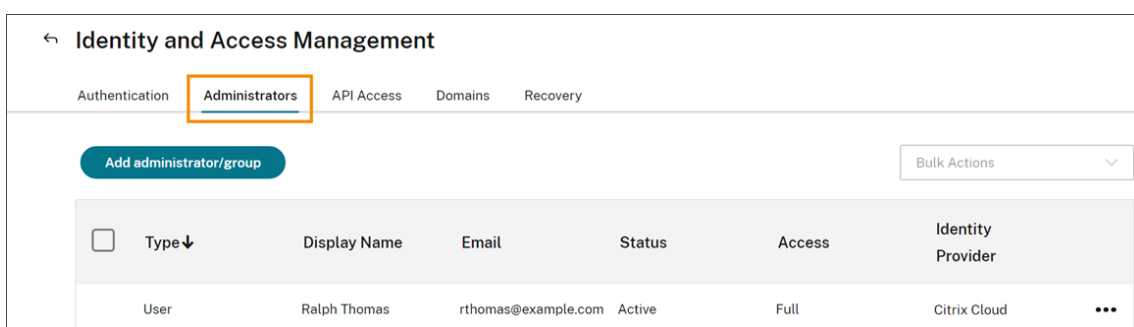 Identity and Access Management
Authentication Administrators API Access Domains Recovery
Add administrator/group Bulk Actions
Type Display Name Email Status Access Identity Provider
User Ralph Thomas rthomas@example.com Active Full Citrix Cloud